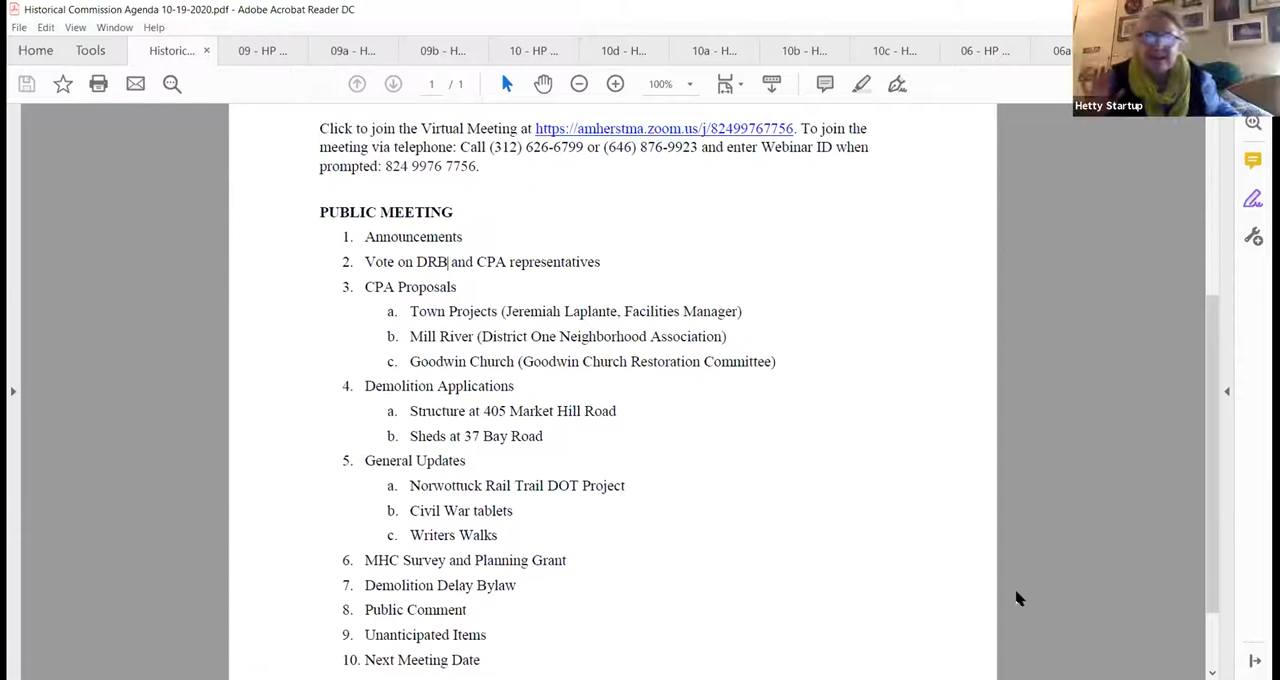 Historical Commission Agenda 10-19-2020.pdf - Adobe Acrobat Reader DC
File Edit View Window Help
Home Tools Historic... × 09 - HP ... 09a - H... 09b - H... 10 - HP ... 10d - H... 10a - H... 10b - H... 10c - H... 06 - HP ... 06a
1 / 1 100%
Hetty Startup
Click to join the Virtual Meeting at https://amherstma.zoom.us/j/82499767756. To join the
meeting via telephone: Call (312) 626-6799 or (646) 876-9923 and enter Webinar ID when
prompted: 824 9976 7756.
PUBLIC MEETING
1. Announcements
2. Vote on DRB and CPA representatives
3. CPA Proposals
a. Town Projects (Jeremiah Laplante, Facilities Manager)
b. Mill River (District One Neighborhood Association)
c. Goodwin Church (Goodwin Church Restoration Committee)
4. Demolition Applications
a. Structure at 405 Market Hill Road
b. Sheds at 37 Bay Road
5. General Updates
a. Norwottuck Rail Trail DOT Project
b. Civil War tablets
c. Writers Walks
6. MHC Survey and Planning Grant
7. Demolition Delay Bylaw
8. Public Comment
9. Unanticipated Items
10. Next Meeting Date